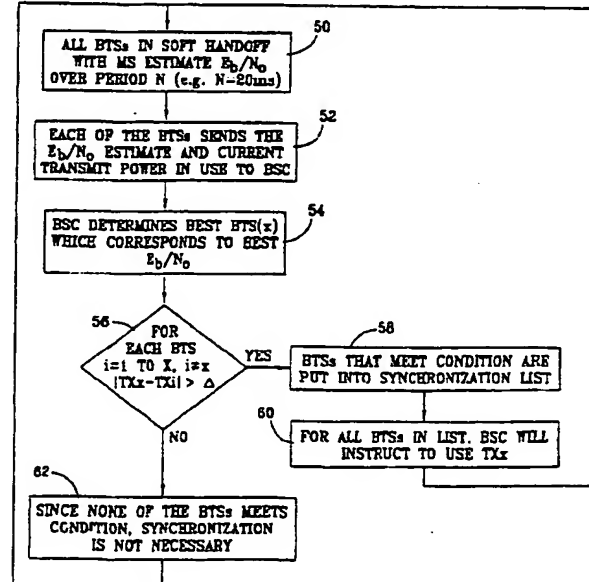 50
ALL BTSs IN SOFT HANDOFF
WITH MS ESTIMATE Eb/No
OVER PERIOD N (e.g. N-20ms)
52
EACH OF THE BTSs SENDS THE
Eb/No ESTIMATE AND CURRENT
TRANSMIT POWER IN USE TO BSC
54
BSC DETERMINES BEST BTS(x)
WHICH CORRESPONDS TO BEST
Eb/No
56
FOR
EACH BTS
i=1 TO X, i≠x
|TXx-TXi| > Δ
YES
58
BTSs THAT MEET CONDITION ARE
PUT INTO SYNCHRONIZATION LIST
60
FOR ALL BTSs IN LIST, BSC WILL
INSTRUCT TO USE TXx
NO
62
SINCE NONE OF THE BTSs MEETS
CONDITION, SYNCHRONIZATION
IS NOT NECESSARY